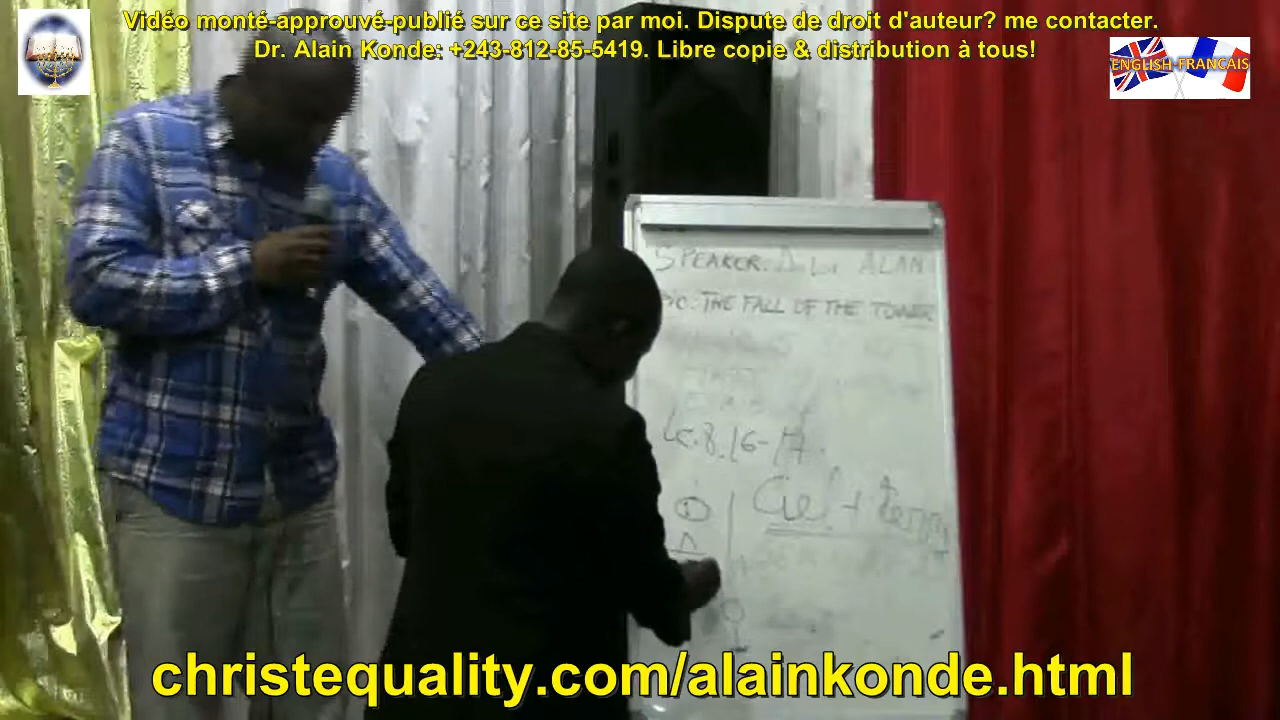 Vidéo monté-approuvé-publié sur ce site par moi. Dispute de droit d'auteur? me contacter.
Dr. Alain Konde: +243-812-85-5419. Libre copie & distribution à tous!
ENGLISH-FRANCAIS
SPEAKER: ALAN
THE FALL OF THE TOWER
Lc.8.16-17
Ciel +
christequality.com/alainkonde.html